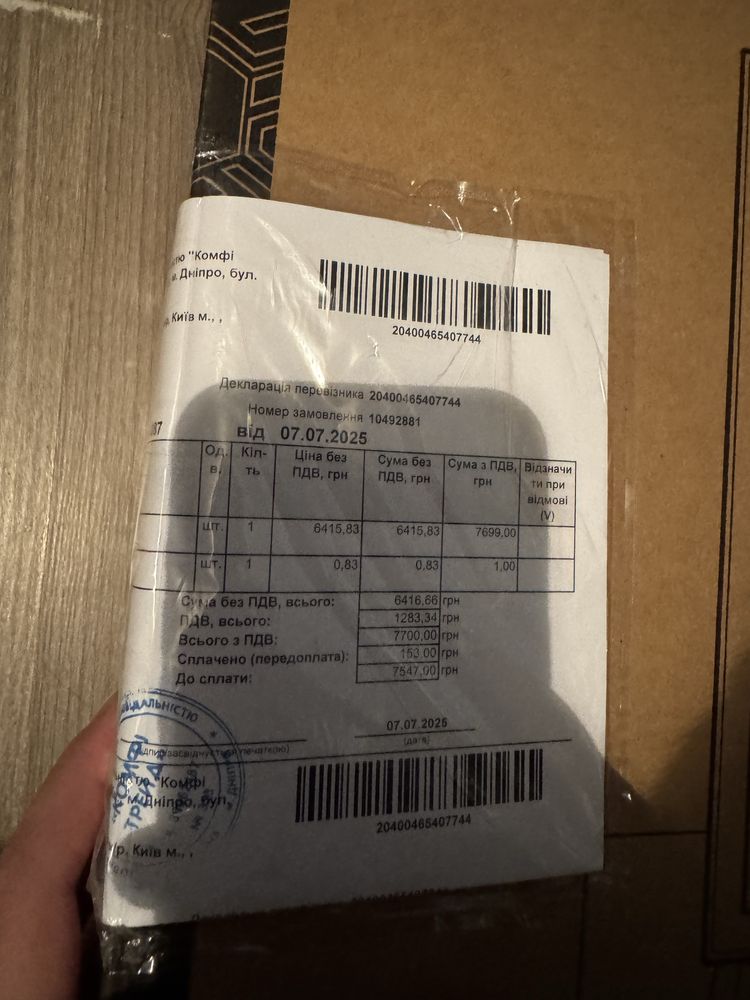 "Комфі
м. Дніпро, бул.
20400465407744
Київ м., ,
Декларація перевізника 20400465407744
Номер замовлення 10492881
від 07.07.2025
Од. в. Кіл-ть Ціна без ПДВ, грн Сума без ПДВ, грн Сума з ПДВ, грн Відзначити при відмові (V)
шт. 1 6415,83 6415,83 7699,00
шт. 1 0,83 0,83 1,00
Сума без ПДВ, всього: 6416,66 грн
ПДВ, всього: 1283,34 грн
Всього з ПДВ: 7700,00 грн
Сплачено (передоплата): 153,00 грн
До сплати: 7547,00 грн
07.07.2025
(дата)
"Комфі
м. Дніпро, бул.
20400465407744
Київ м., ,